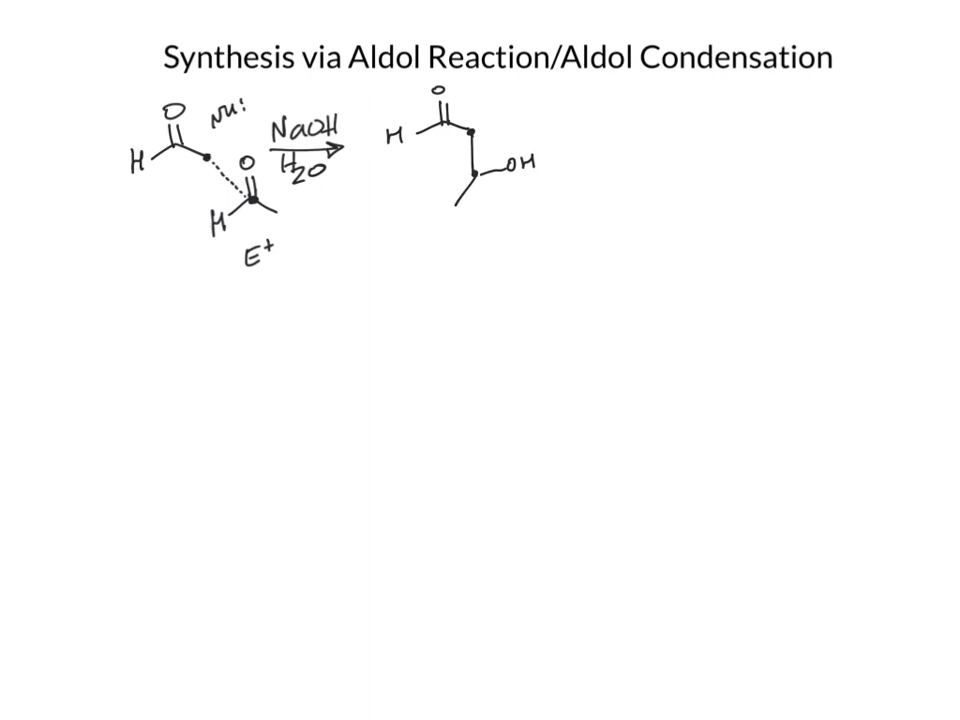 Synthesis via Aldol Reaction/Aldol Condensation
O Nu:
H
NaOH
H2O
O
H
E+
O
H
OH